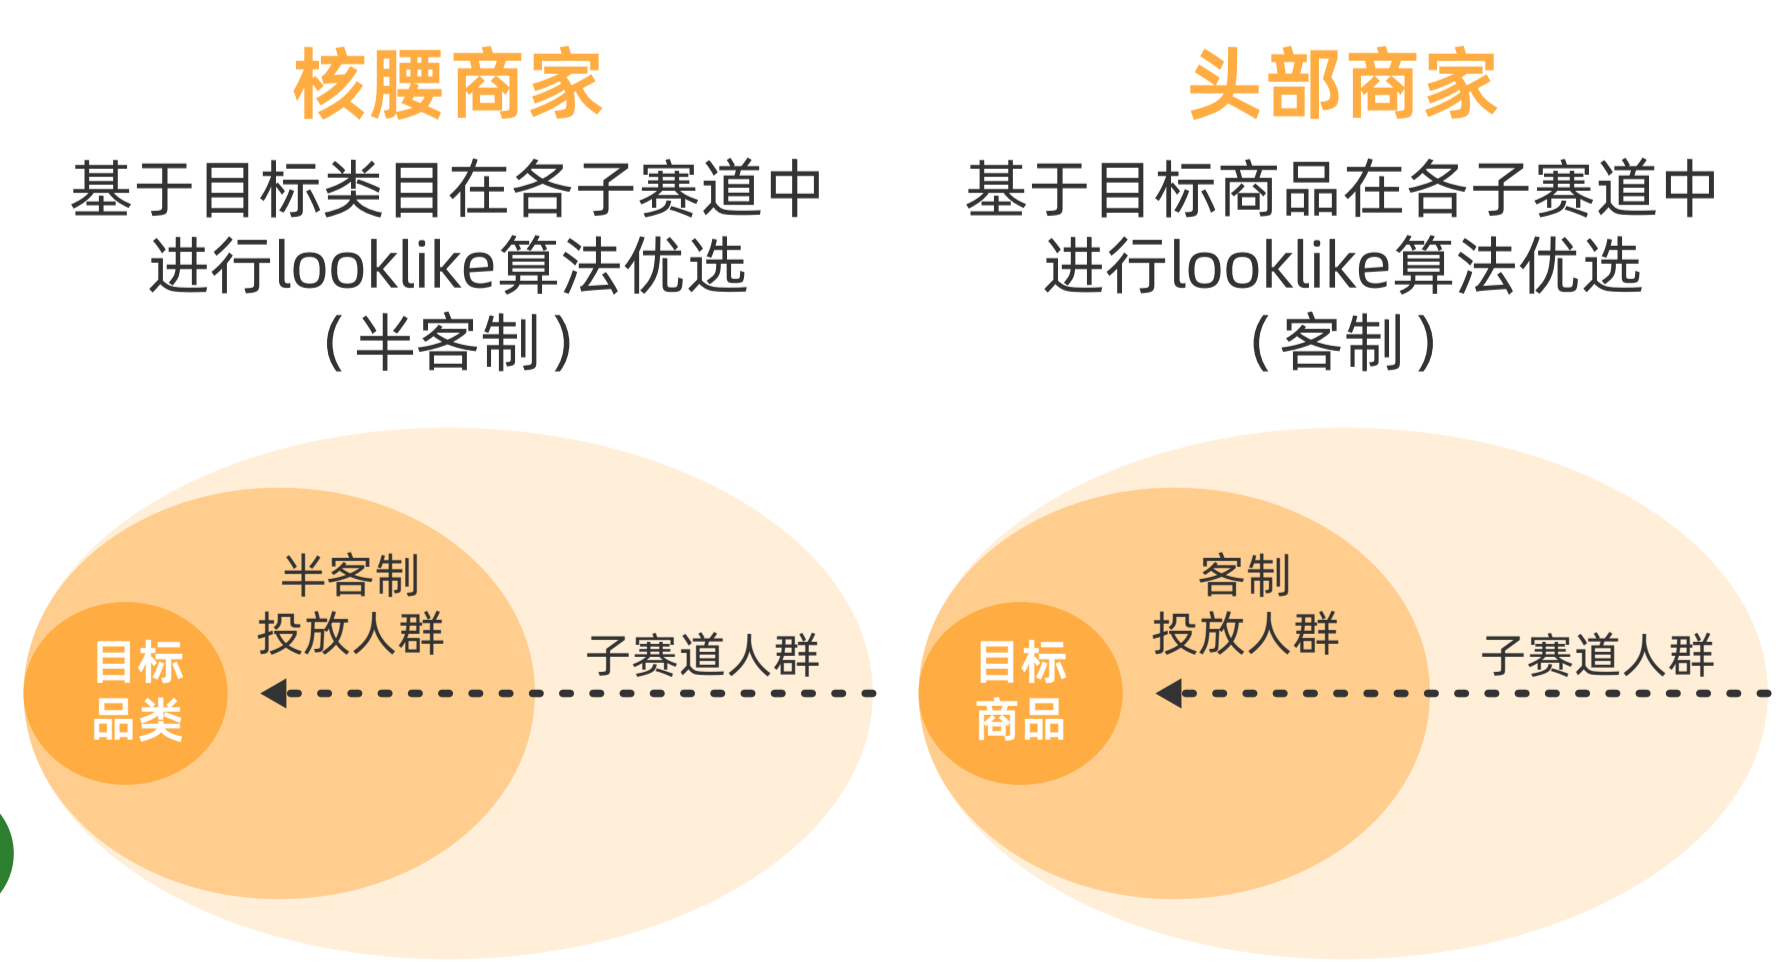 核腰商家
基于目标类目在各子赛道中
进行looklike算法优选
（半客制）
半客制
投放人群
子赛道人群
目标
品类
头部商家
基于目标商品在各子赛道中
进行looklike算法优选
（客制）
客制
投放人群
子赛道人群
目标
商品